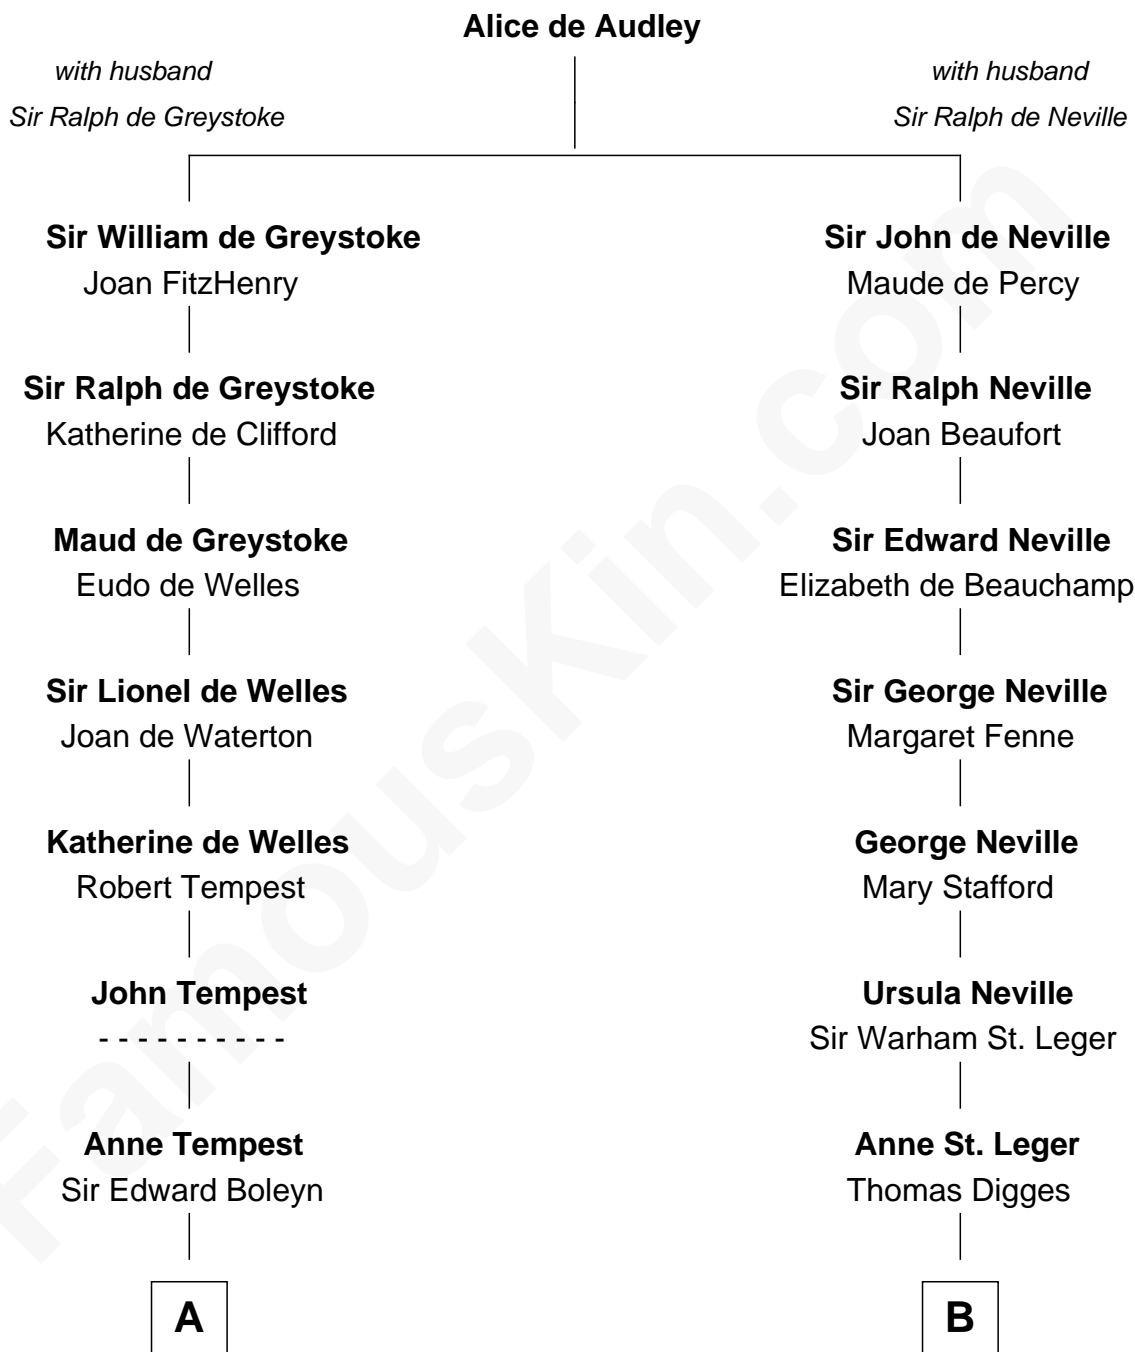 Alice de Audley
with husband
Sir Ralph de Greystoke
with husband
Sir Ralph de Neville
Sir William de Greystoke
Joan FitzHenry
Sir Ralph de Greystoke
Katherine de Clifford
Maud de Greystoke
Eudo de Welles
Sir Lionel de Welles
Joan de Waterton
Katherine de Welles
Robert Tempest
John Tempest
- - - - - - - - - -
Anne Tempest
Sir Edward Boleyn
A
Sir John de Neville
Maude de Percy
Sir Ralph Neville
Joan Beaufort
Sir Edward Neville
Elizabeth de Beauchamp
Sir George Neville
Margaret Fenne
George Neville
Mary Stafford
Ursula Neville
Sir Warham St. Leger
Anne St. Leger
Thomas Digges
B
FamousKin.com